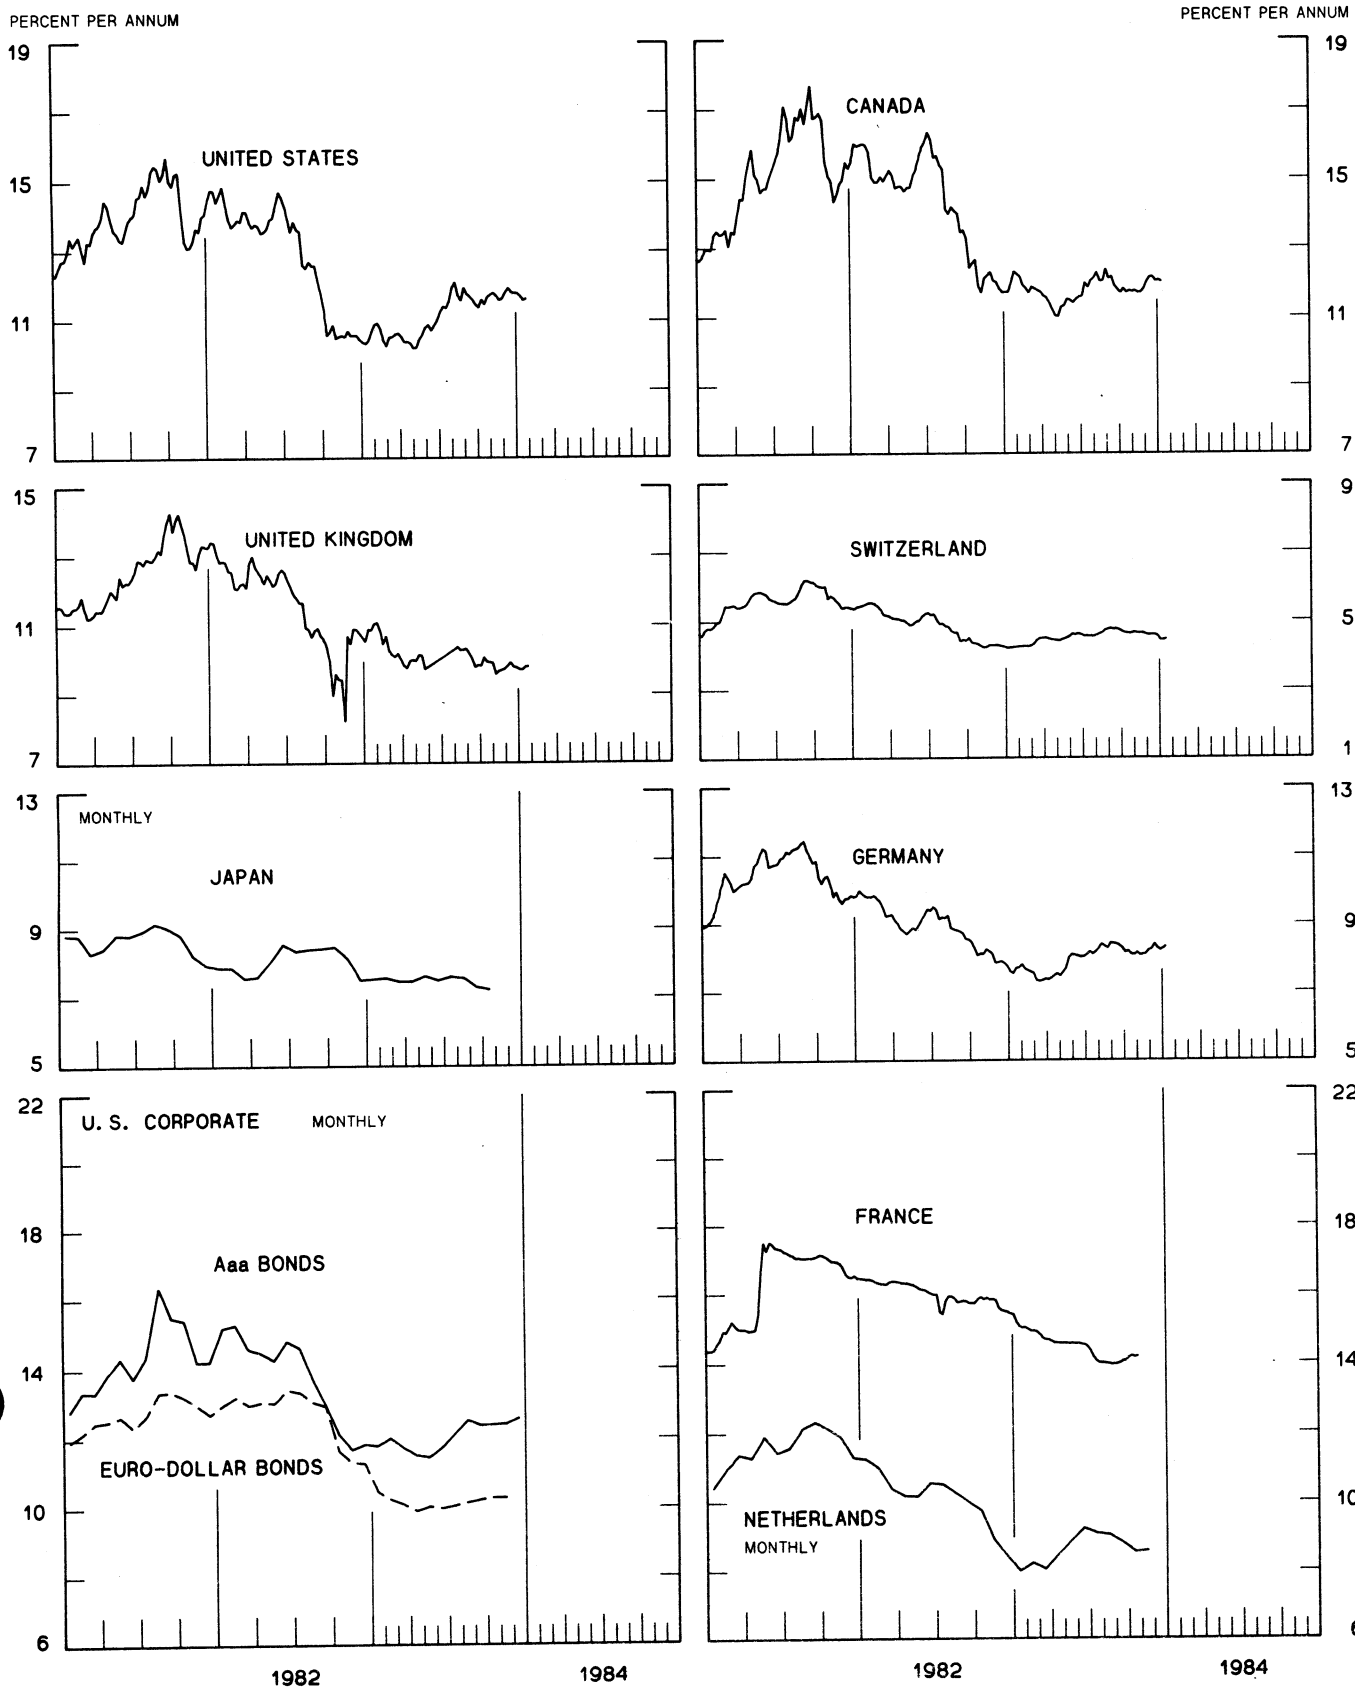 PERCENT PER ANNUM
PERCENT PER ANNUM
19
15
11
7
UNITED STATES
CANADA
19
15
11
7
15
11
7
UNITED KINGDOM
SWITZERLAND
9
5
1
13
9
5
MONTHLY
JAPAN
GERMANY
13
9
5
22
18
14
10
6
U.S. CORPORATE MONTHLY
Aaa BONDS
EURO-DOLLAR BONDS
FRANCE
NETHERLANDS
MONTHLY
22
18
14
10
6
1982
1984
1982
1984